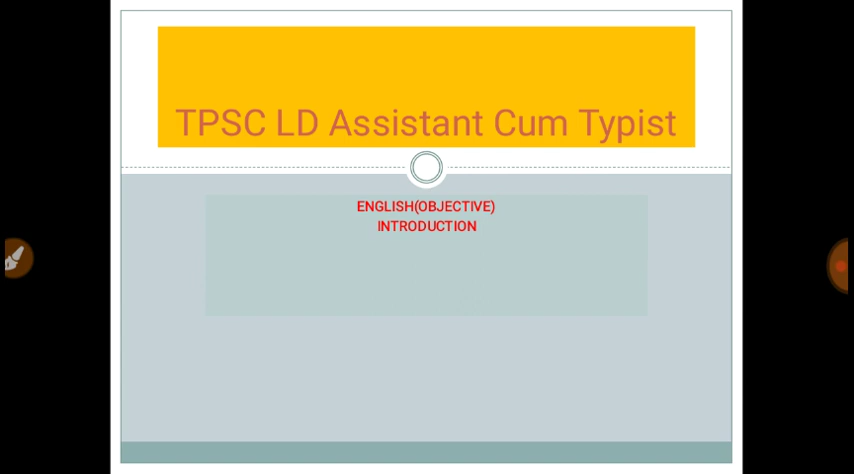 TPSC LD Assistant Cum Typist
ENGLISH(OBJECTIVE)
INTRODUCTION